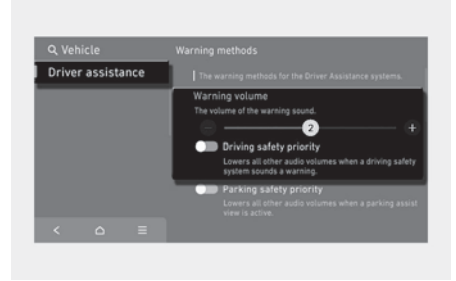 Vehicle
Driver assistance
Warning methods
The warning methods for the Driver Assistance systems.
Warning volume
The volume of the warning sound.
2
Driving safety priority
Lowers all other audio volumes when a driving safety
system sounds a warning.
Parking safety priority
Lowers all other audio volumes when a parking assist
view is active.